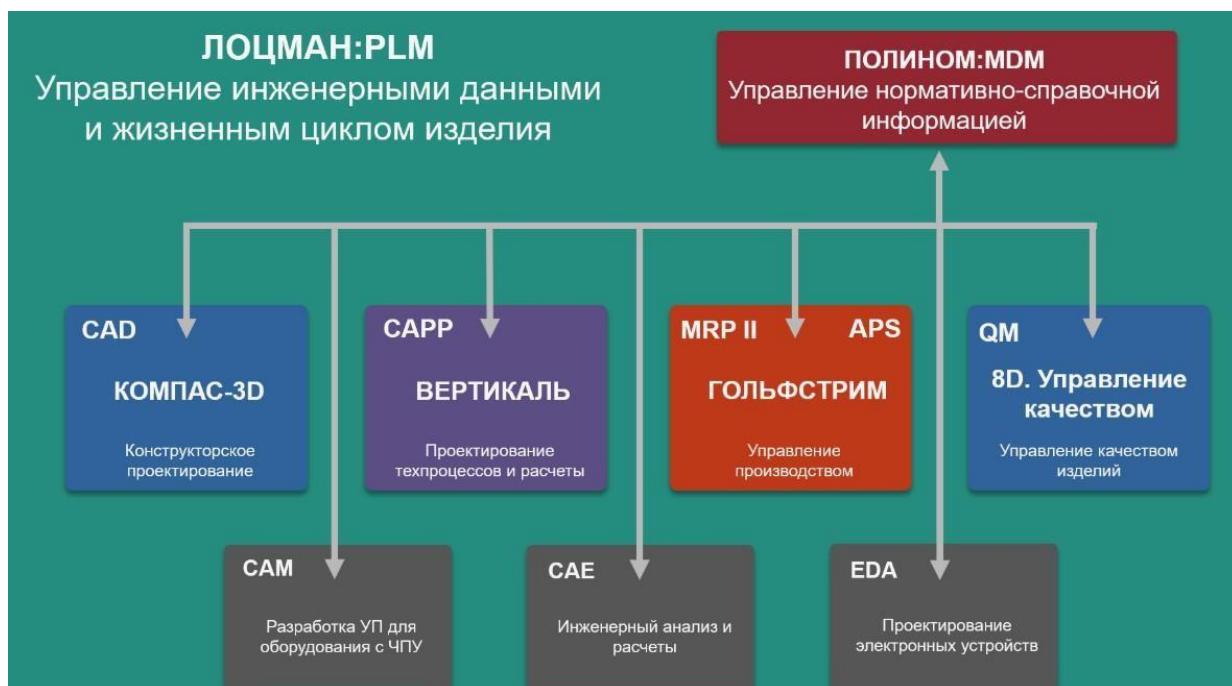 ЛОЦМАН:PLM
Управление инженерными данными
и жизненным циклом изделия
ПОЛИНОМ:MDM
Управление нормативно-справочной
информацией
CAD
КОМПАС-3D
Конструкторское
проектирование
CAPP
ВЕРТИКАЛЬ
Проектирование
техпроцессов и расчеты
MRP II APS
ГОЛЬФСТРИМ
Управление
производством
QM
8D. Управление
качеством
Управление качеством
изделий
CAM
Разработка УП для
оборудования с ЧПУ
CAE
Инженерный анализ и
расчеты
EDA
Проектирование
электронных устройств